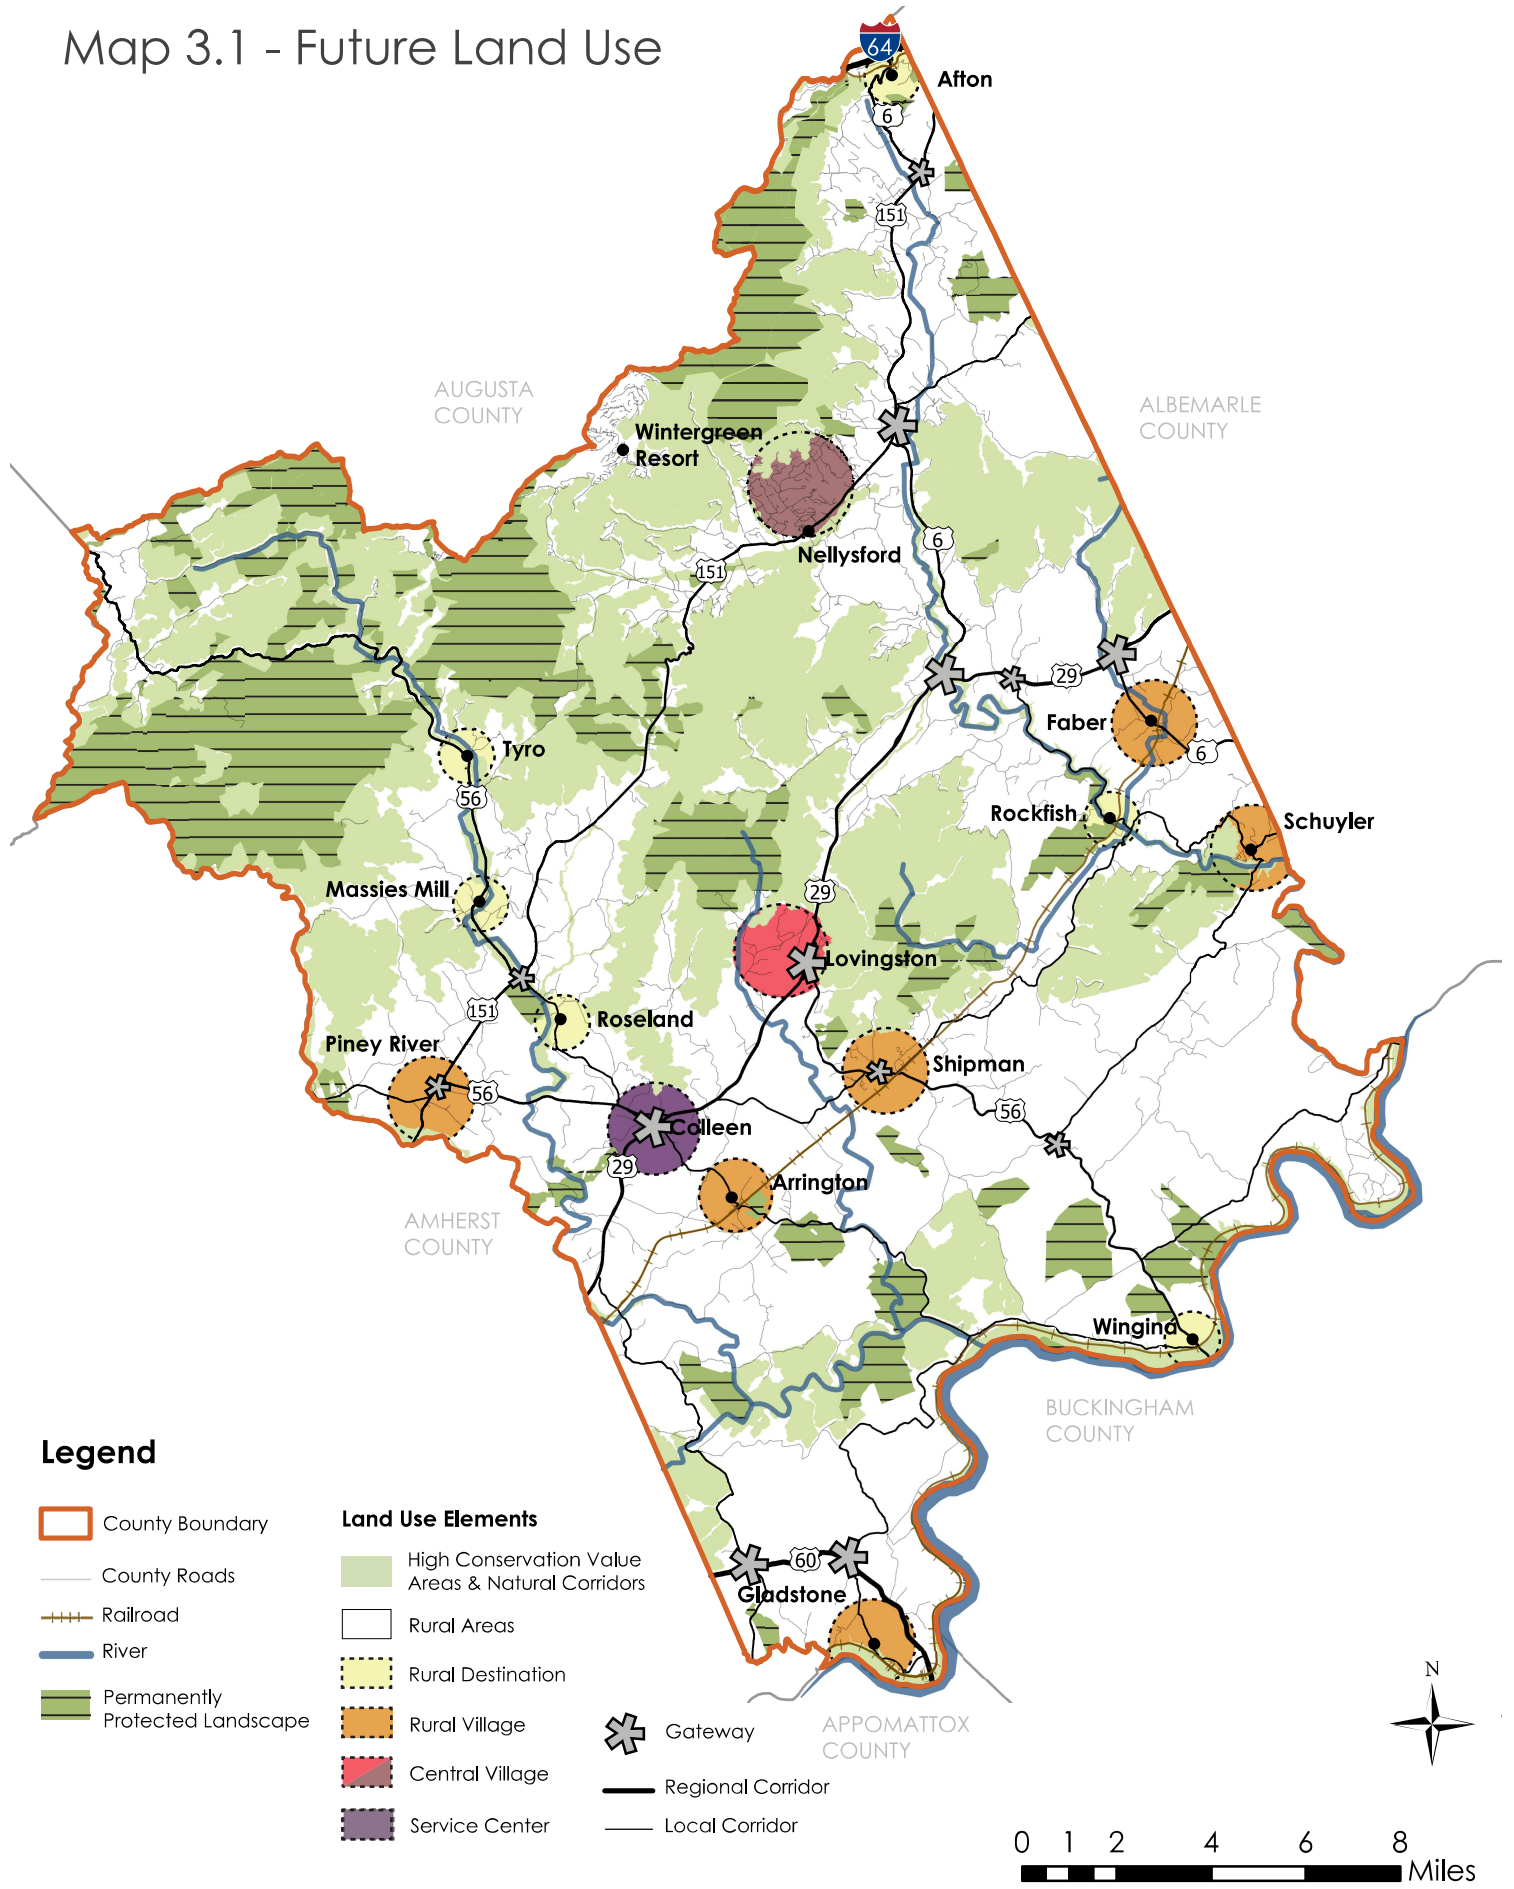 Map 3.1 - Future Land Use
64
Afton
6
151
AUGUSTA
COUNTY
ALBEMARLE
COUNTY
Wintergreen
Resort
6
Nellysford
151
29
Faber
6
Tyro
56
Rockfish
Schuyler
Massies Mill
29
Lovingston
151
Roseland
Piney River
Shipman
56
56
Colleen
29
Arrington
AMHERST
COUNTY
Wingina
BUCKINGHAM
COUNTY
60
Gladstone
APPOMATTOX
COUNTY
Legend
County Boundary
County Roads
Railroad
River
Permanently
Protected Landscape
Land Use Elements
High Conservation Value
Areas & Natural Corridors
Rural Areas
Rural Destination
Rural Village
Central Village
Service Center
Gateway
Regional Corridor
Local Corridor
N
0 1 2 4 6 8
Miles